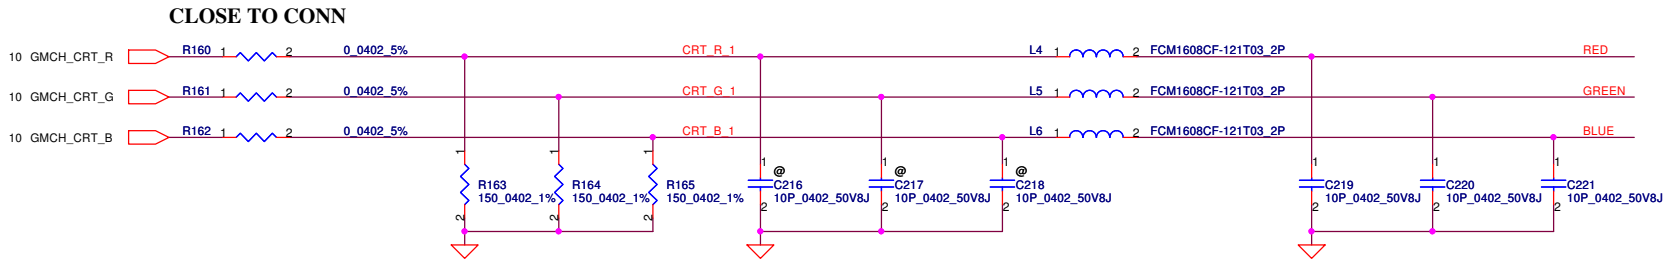 CLOSE TO CONN
10 GMCH_CRT_R R160 1 2 0_0402_5% CRT_R_1 L4 1 2 FCM1608CF-121T03_2P RED
10 GMCH_CRT_G R161 1 2 0_0402_5% CRT_G_1 L5 1 2 FCM1608CF-121T03_2P GREEN
10 GMCH_CRT_B R162 1 2 0_0402_5% CRT_B_1 L6 1 2 FCM1608CF-121T03_2P BLUE
1 1 1 1 1 1 1 1 1
@ @ @
R163 R164 R165 C216 C217 C218 C219 C220 C221
150_0402_1% 150_0402_1% 150_0402_1% 10P_0402_50V8J 10P_0402_50V8J 10P_0402_50V8J 10P_0402_50V8J 10P_0402_50V8J 10P_0402_50V8J
2 2 2 2 2 2 2 2 2